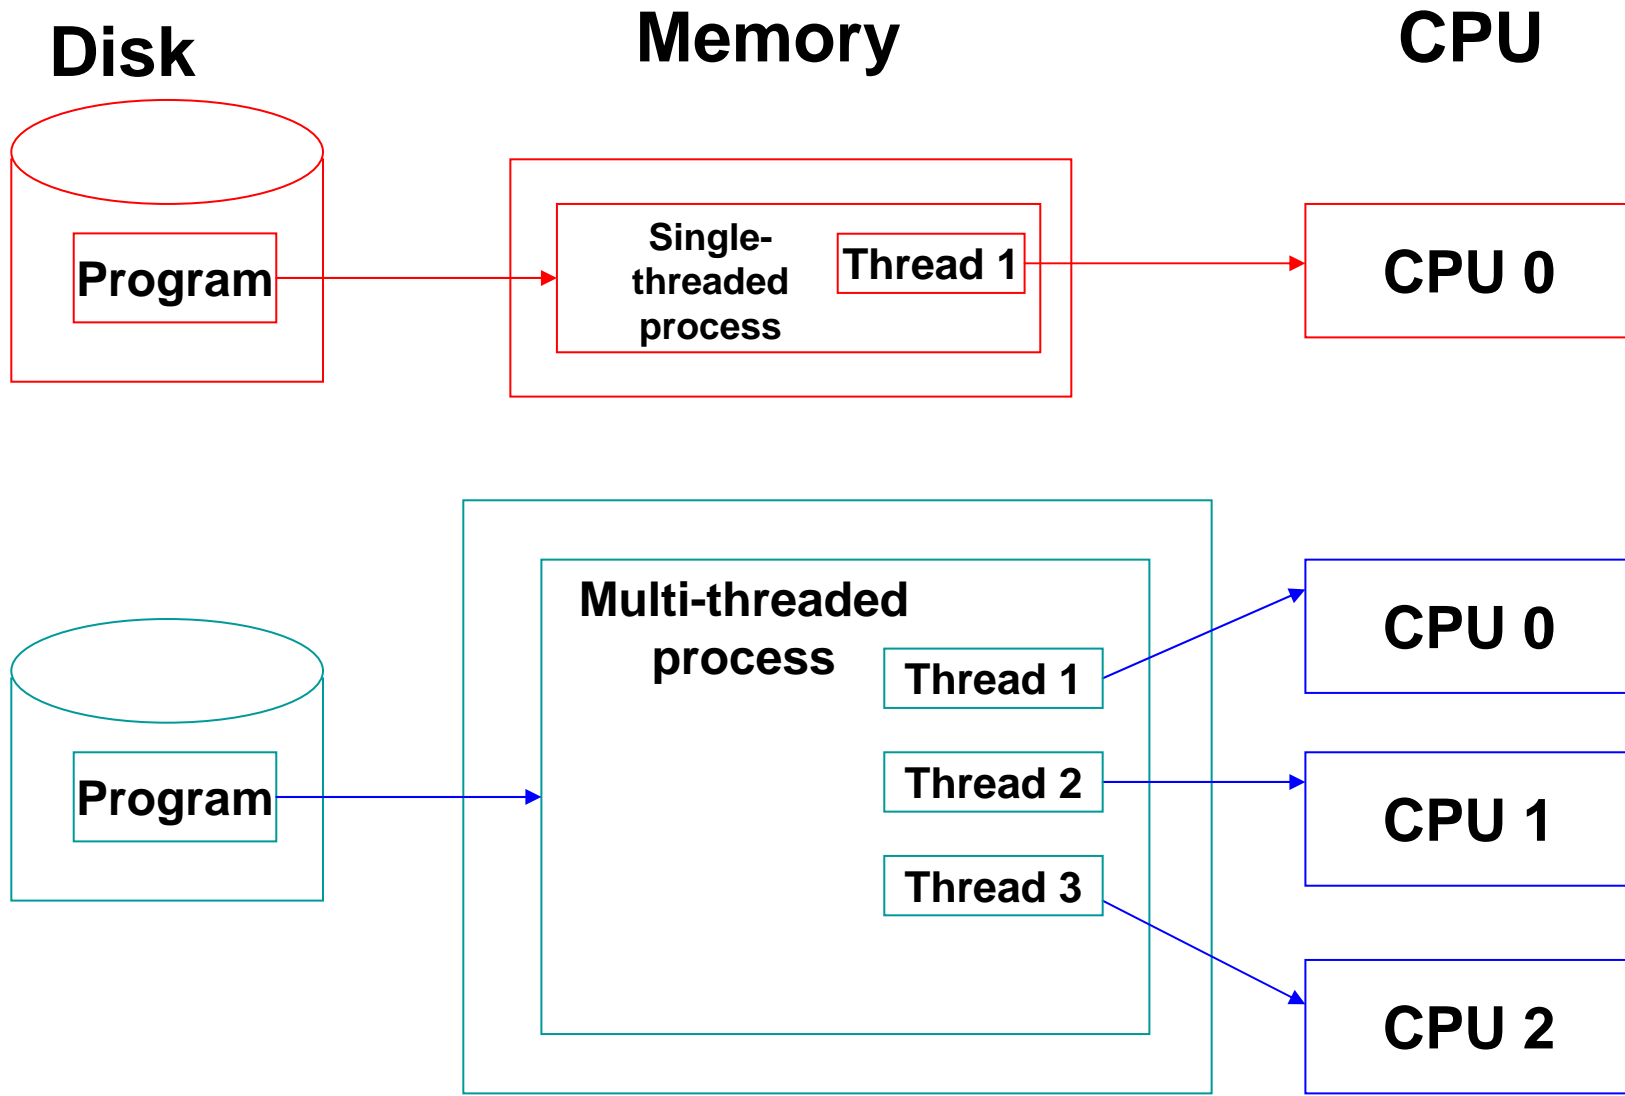 Disk
Memory
CPU
Program
Single-
threaded
process
Thread 1
CPU 0
Program
Multi-threaded
process
Thread 1
Thread 2
Thread 3
CPU 0
CPU 1
CPU 2